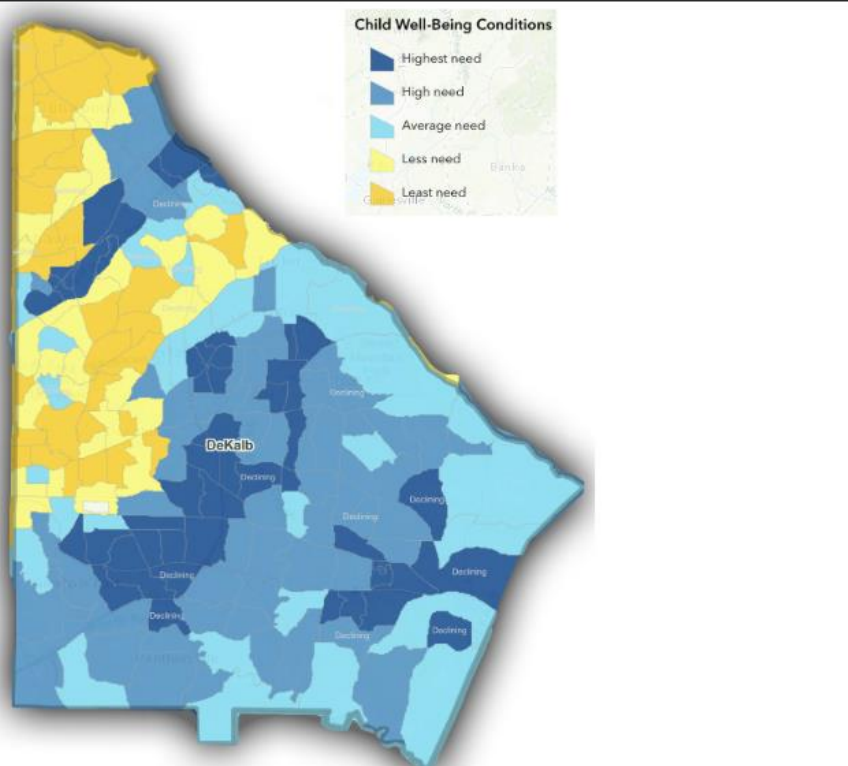 Child Well-Being Conditions
Highest need
High need
Average need
Less need
Least need
Declining
Declining
DeKalb
Declining
Declining
Declining
Declining
Declining
Declining
Declining
Declining